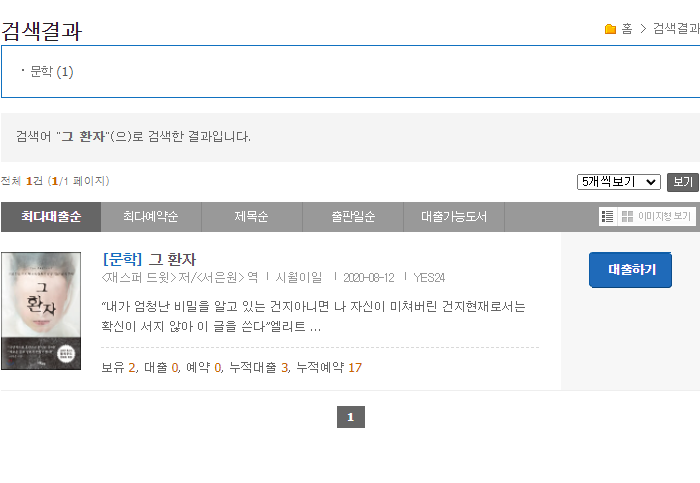 검색결과
홈 > 검색결과
· 문학 (1)
검색어 "그 환자"(으)로 검색한 결과입니다.
전체 1건 (1/1 페이지)
5개씩보기
보기
최다대출순
최다예약순
제목순
출판일순
대출가능도서
이미지형 보기
그
환자
[문학] 그 환자
<재스퍼 드윗> 저/<서은원> 역 | 시월이일 | 2020-08-12 | YES24
“내가 엄청난 비밀을 알고 있는 건지아니면 나 자신이 미쳐버린 건지현재로서는
확신이 서지 않아 이 글을 쓴다”엘리트 ...
보유 2, 대출 0, 예약 0, 누적대출 3, 누적예약 17
대출하기
1